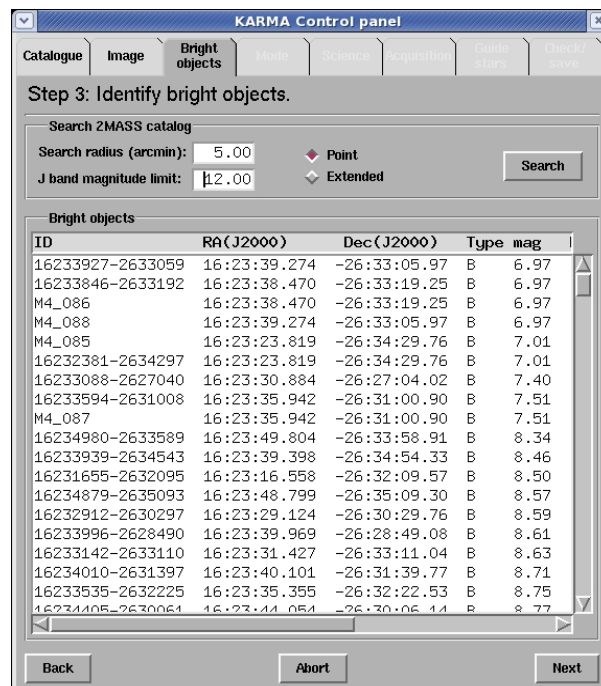 KARMA Control panel
Catalogue Image Bright objects Mode Science Acquisition Guide stars Check/ save
Step 3: Identify bright objects.
Search 2MASS catalog
Search radius (arcmin): 5.00 Point
J band magnitude limit: 12.00 Extended
Search
Bright objects
ID RA(J2000) Dec(J2000) Type mag
16233927-2633059 16:23:39.274 -26:33:05.97 B 6.97
16233846-2633192 16:23:38.470 -26:33:19.25 B 6.97
M4_086 16:23:38.470 -26:33:19.25 B 6.97
M4_088 16:23:39.274 -26:33:05.97 B 6.97
M4_085 16:23:23.819 -26:34:29.76 B 7.01
16232381-2634297 16:23:23.819 -26:34:29.76 B 7.01
16233088-2627040 16:23:30.884 -26:27:04.02 B 7.40
16233594-2631008 16:23:35.942 -26:31:00.90 B 7.51
M4_087 16:23:35.942 -26:31:00.90 B 7.51
16234980-2633589 16:23:49.804 -26:33:58.91 B 8.34
16233939-2634543 16:23:39.398 -26:34:54.33 B 8.46
16231655-2632095 16:23:16.558 -26:32:09.57 B 8.50
16234879-2635093 16:23:48.799 -26:35:09.30 B 8.57
16232912-2630297 16:23:29.124 -26:30:29.76 B 8.59
16233996-2628490 16:23:39.969 -26:28:49.08 B 8.61
16233142-2633110 16:23:31.427 -26:33:11.04 B 8.63
16234010-2631397 16:23:40.101 -26:31:39.77 B 8.71
16233535-2632225 16:23:35.355 -26:32:22.53 B 8.75
16234405-2630061 16:23:44.054 -26:30:06.14 B 8.77
Back Abort Next